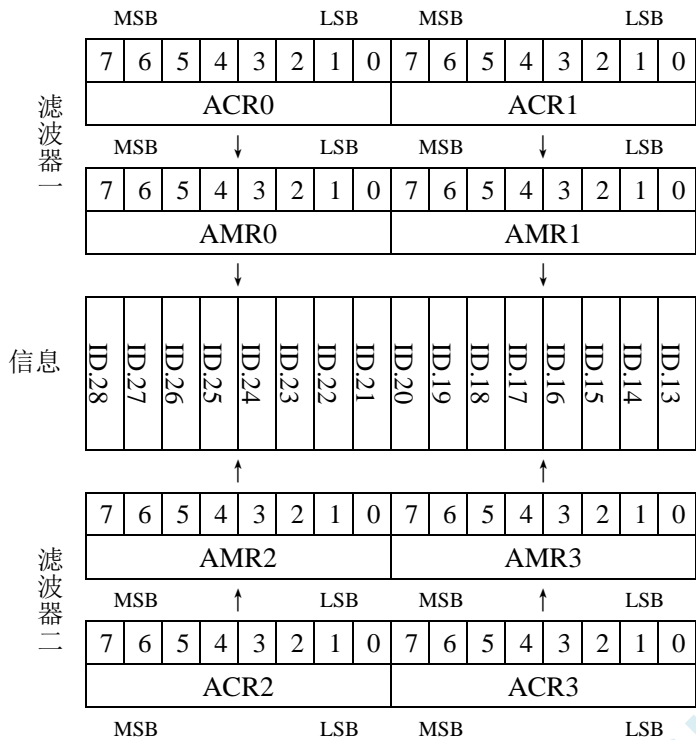 MSB LSB MSB LSB
7 6 5 4 3 2 1 0 7 6 5 4 3 2 1 0
ACR0 ACR1
滤波器一
MSB ↓ LSB MSB ↓ LSB
7 6 5 4 3 2 1 0 7 6 5 4 3 2 1 0
AMR0 AMR1
↓ ↓
信息
ID.28 ID.27 ID.26 ID.25 ID.24 ID.23 ID.22 ID.21 ID.20 ID.19 ID.18 ID.17 ID.16 ID.15 ID.14 ID.13
↑ ↑
7 6 5 4 3 2 1 0 7 6 5 4 3 2 1 0
AMR2 AMR3
滤波器二
MSB ↑ LSB MSB ↑ LSB
7 6 5 4 3 2 1 0 7 6 5 4 3 2 1 0
ACR2 ACR3
MSB LSB MSB LSB